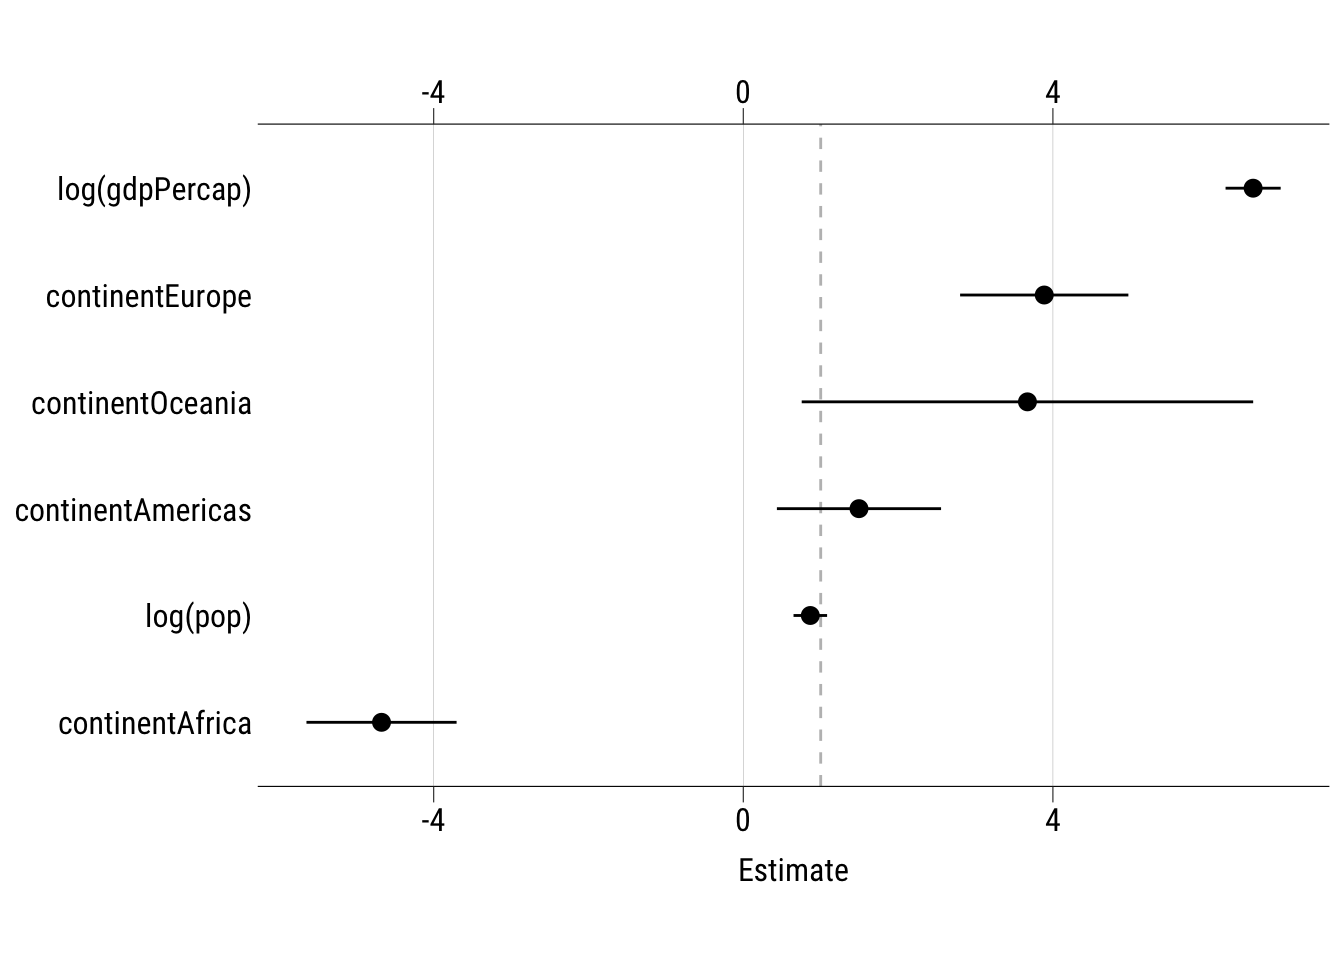 -4 0 4
log(gdpPercap)
continentEurope
continentOceania
continentAmericas
log(pop)
continentAfrica
-4 0 4
Estimate